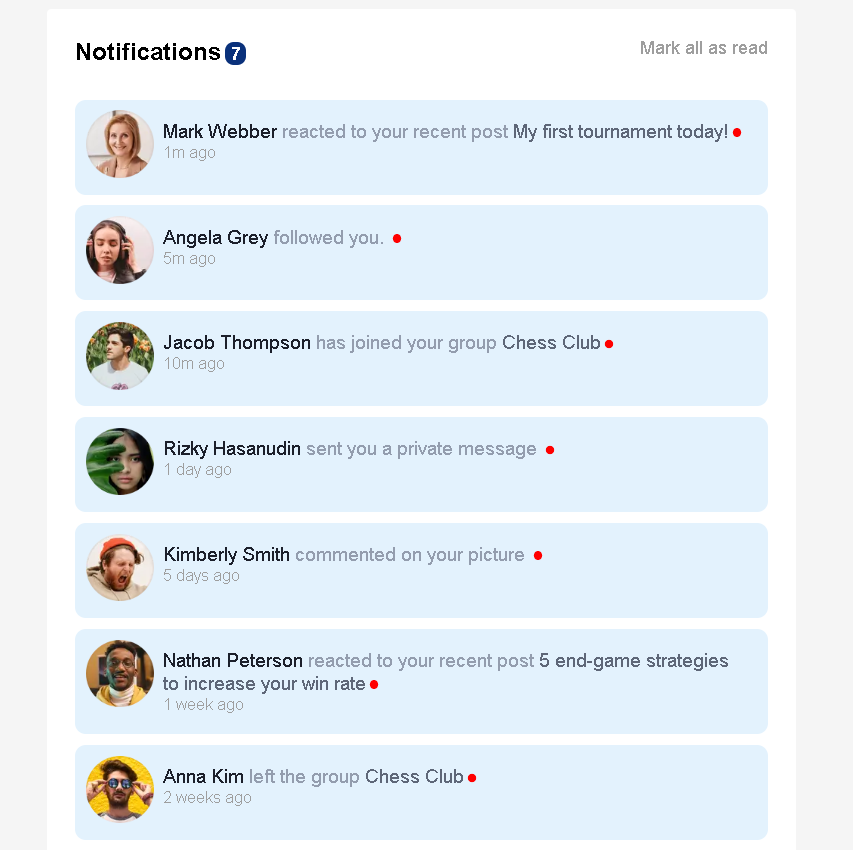 Notifications 7
Mark all as read
Mark Webber reacted to your recent post My first tournament today!
1m ago
Angela Grey followed you.
5m ago
Jacob Thompson has joined your group Chess Club
10m ago
Rizky Hasanudin sent you a private message
1 day ago
Kimberly Smith commented on your picture
5 days ago
Nathan Peterson reacted to your recent post 5 end-game strategies
to increase your win rate
1 week ago
Anna Kim left the group Chess Club
2 weeks ago